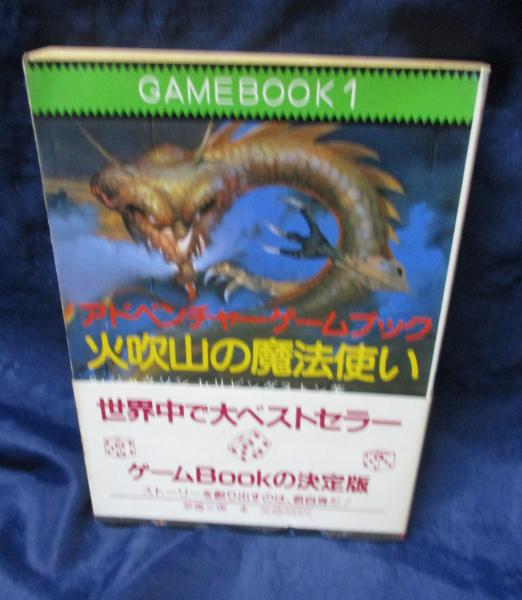 GAMEBOOK1
アドベンチャーゲームブック
火吹山の魔法使い
世界中で大ベストセラー
ゲームBookの決定版
ストーリーを創り出すのは、君自身だ!